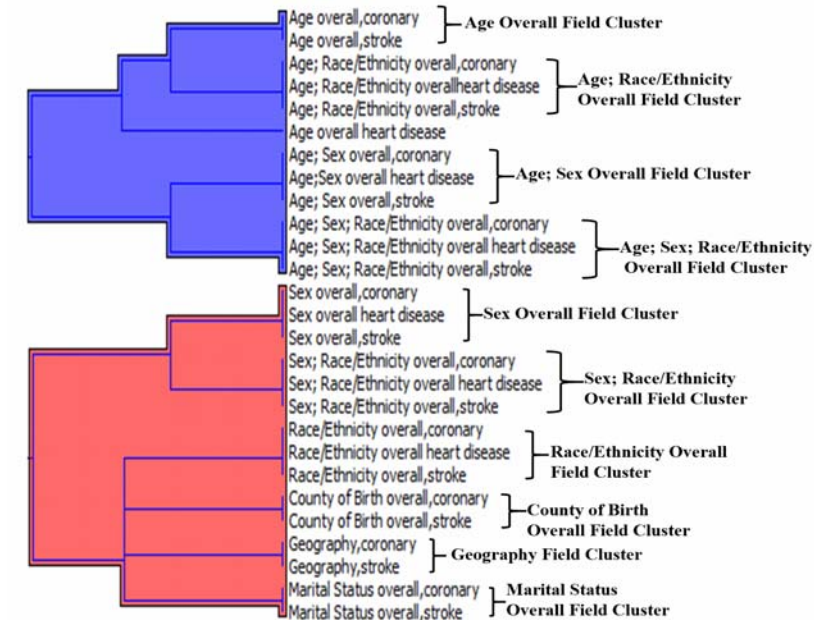 Age overall,coronary
Age overall,stroke
Age Overall Field Cluster
Age; Race/Ethnicity overall,coronary
Age; Race/Ethnicity overallheart disease
Age; Race/Ethnicity overall,stroke
Age; Race/Ethnicity
Overall Field Cluster
Age overall heart disease
Age; Sex overall,coronary
Age;Sex overall heart disease
Age; Sex overall,stroke
Age; Sex Overall Field Cluster
Age; Sex; Race/Ethnicity overall,coronary
Age; Sex; Race/Ethnicity overall heart disease
Age; Sex; Race/Ethnicity overall,stroke
Age; Sex; Race/Ethnicity
Overall Field Cluster
Sex overall,coronary
Sex overall heart disease
Sex overall,stroke
Sex Overall Field Cluster
Sex; Race/Ethnicity overall,coronary
Sex; Race/Ethnicity overall heart disease
Sex; Race/Ethnicity overall,stroke
Sex; Race/Ethnicity
Overall Field Cluster
Race/Ethnicity overall,coronary
Race/Ethnicity overall heart disease
Race/Ethnicity overall,stroke
Race/Ethnicity Overall
Field Cluster
County of Birth overall,coronary
County of Birth overall,stroke
County of Birth
Overall Field Cluster
Geography,coronary
Geography,stroke
Geography Field Cluster
Marital Status overall,coronary
Marital Status overall,stroke
Marital Status
Overall Field Cluster